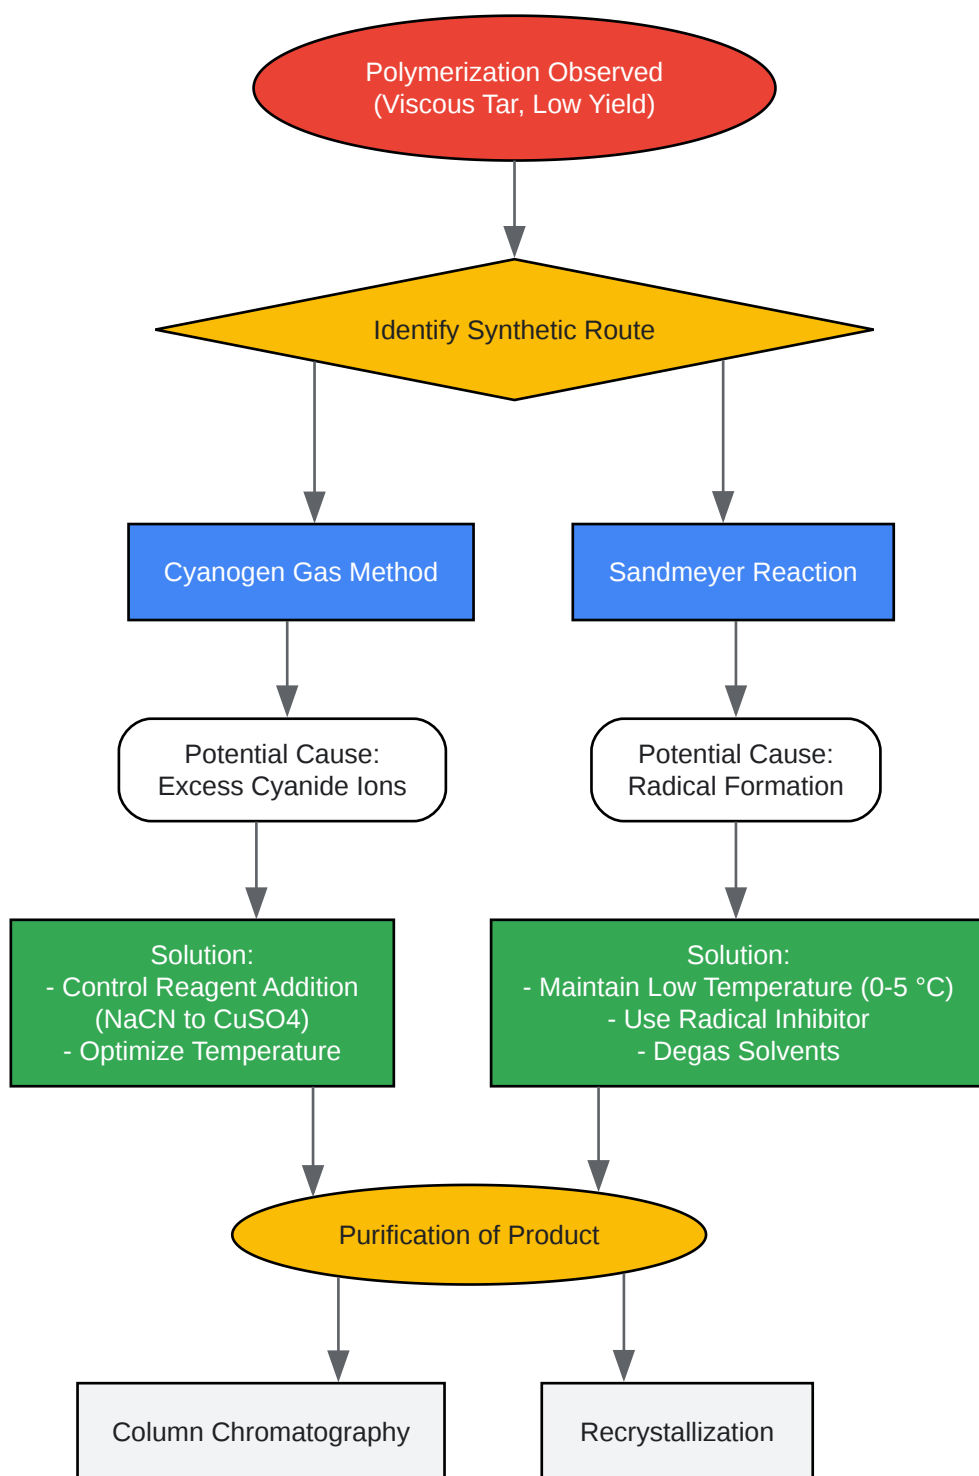 Polymerization Observed
(Viscous Tar, Low Yield)
Identify Synthetic Route
Cyanogen Gas Method
Sandmeyer Reaction
Potential Cause:
Excess Cyanide Ions
Potential Cause:
Radical Formation
Solution:
- Control Reagent Addition
(NaCN to CuSO4)
- Optimize Temperature
Solution:
- Maintain Low Temperature (0-5 °C)
- Use Radical Inhibitor
- Degas Solvents
Purification of Product
Column Chromatography
Recrystallization